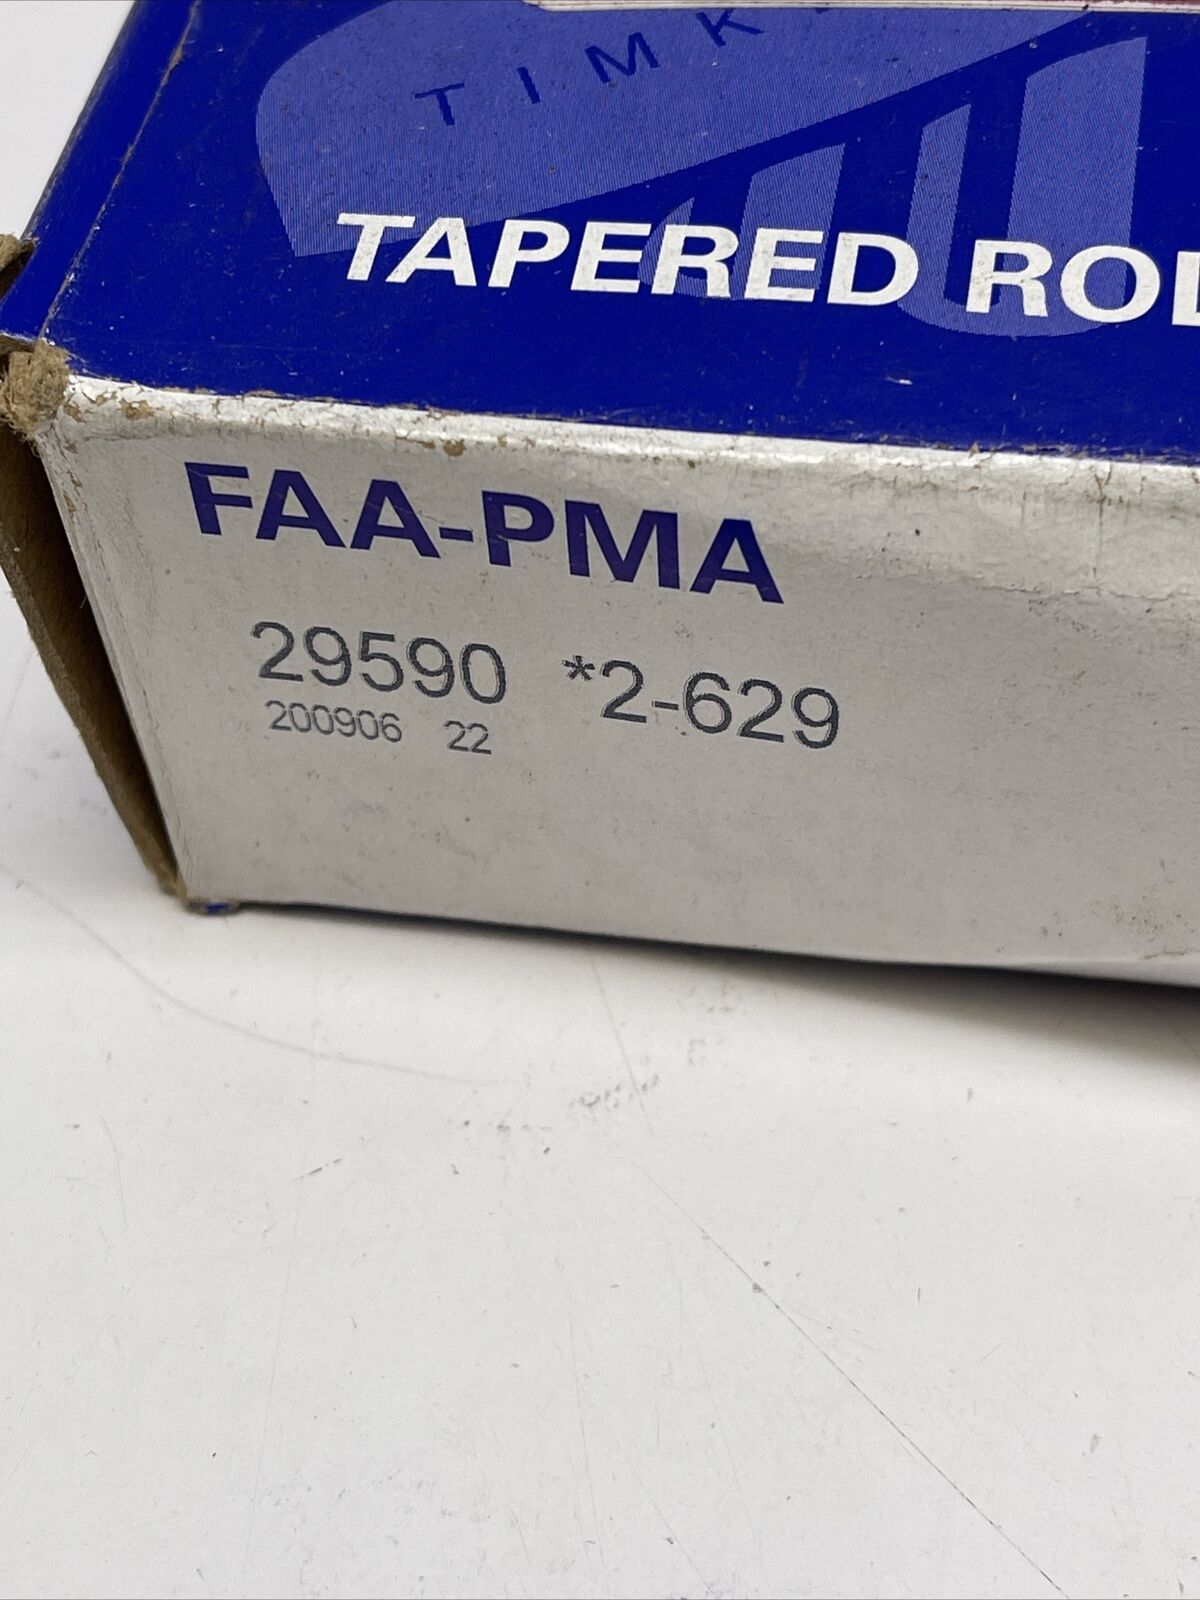 TIMK
TAPERED ROL
FAA-PMA
29590 *2-629
200906 22